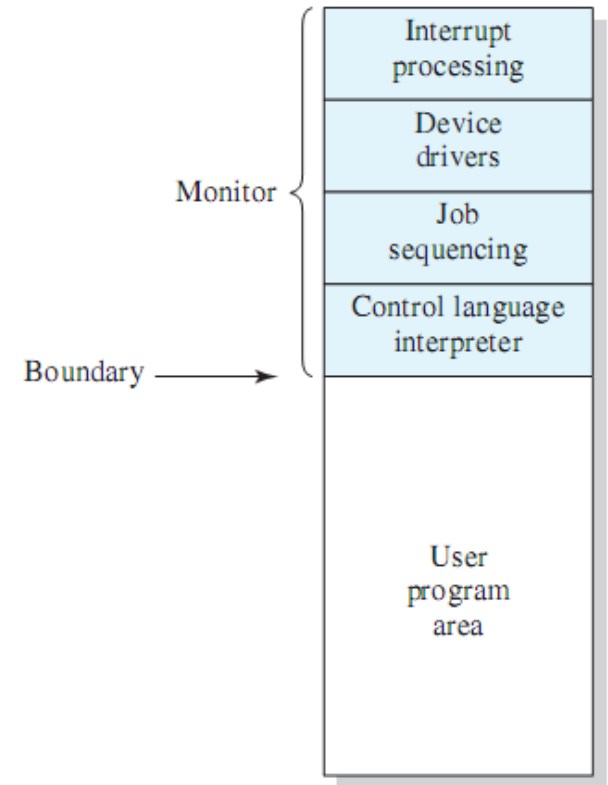 Interrupt
processing
Device
drivers
Monitor
Job
sequencing
Control language
interpreter
Boundary
User
program
area